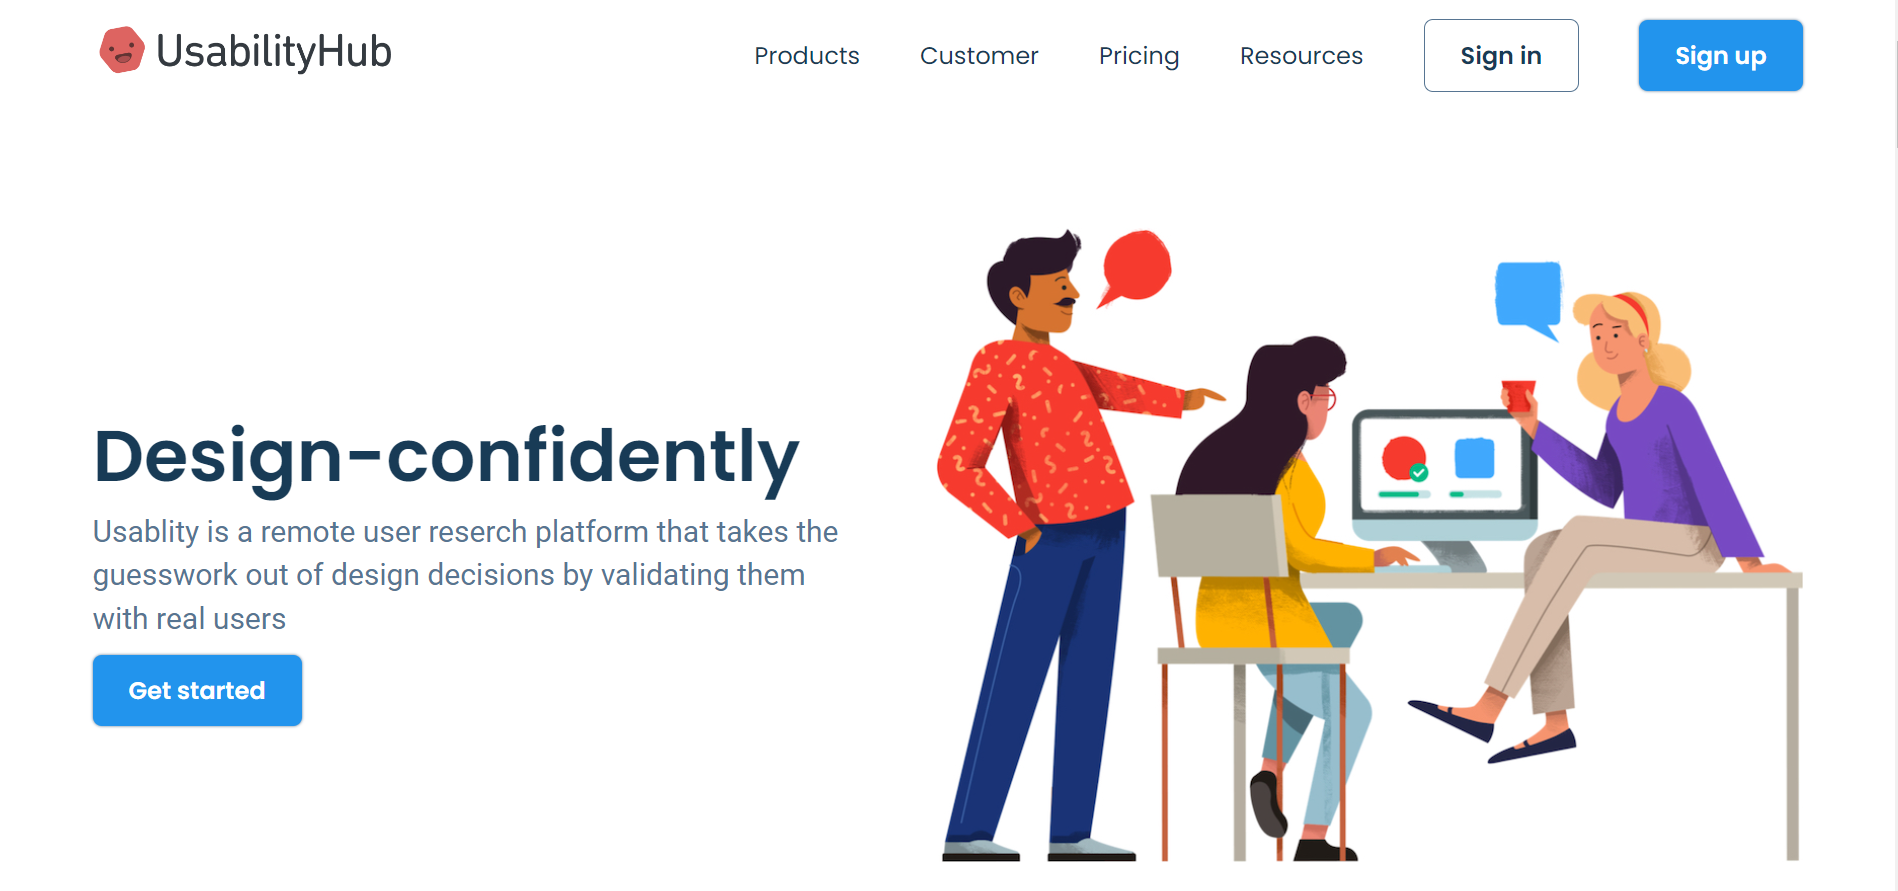 UsabilityHub
Products Customer Pricing Resources Sign in Sign up
Design-confidently
Usablity is a remote user reserch platform that takes the
guesswork out of design decisions by validating them
with real users
Get started